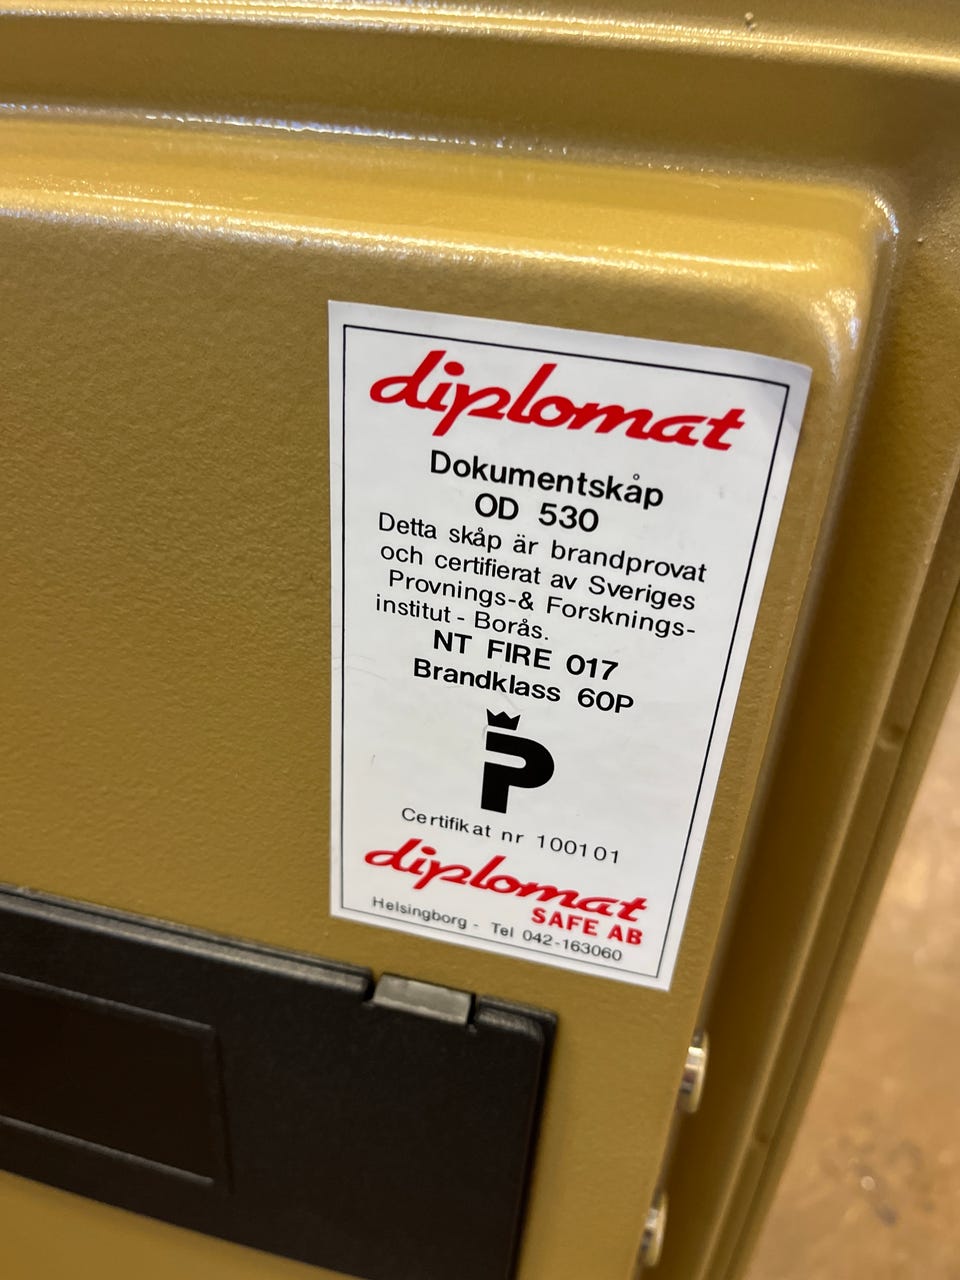 diplomat
Dokumentskåp
OD 530
Detta skåp är brandprovat
och certifierat av Sveriges
Provnings-& Forsknings-
institut - Borås.
NT FIRE 017
Brandklass 60P
P
Certifikat nr 100101
diplomat
SAFE AB
Helsingborg - Tel 042-163060